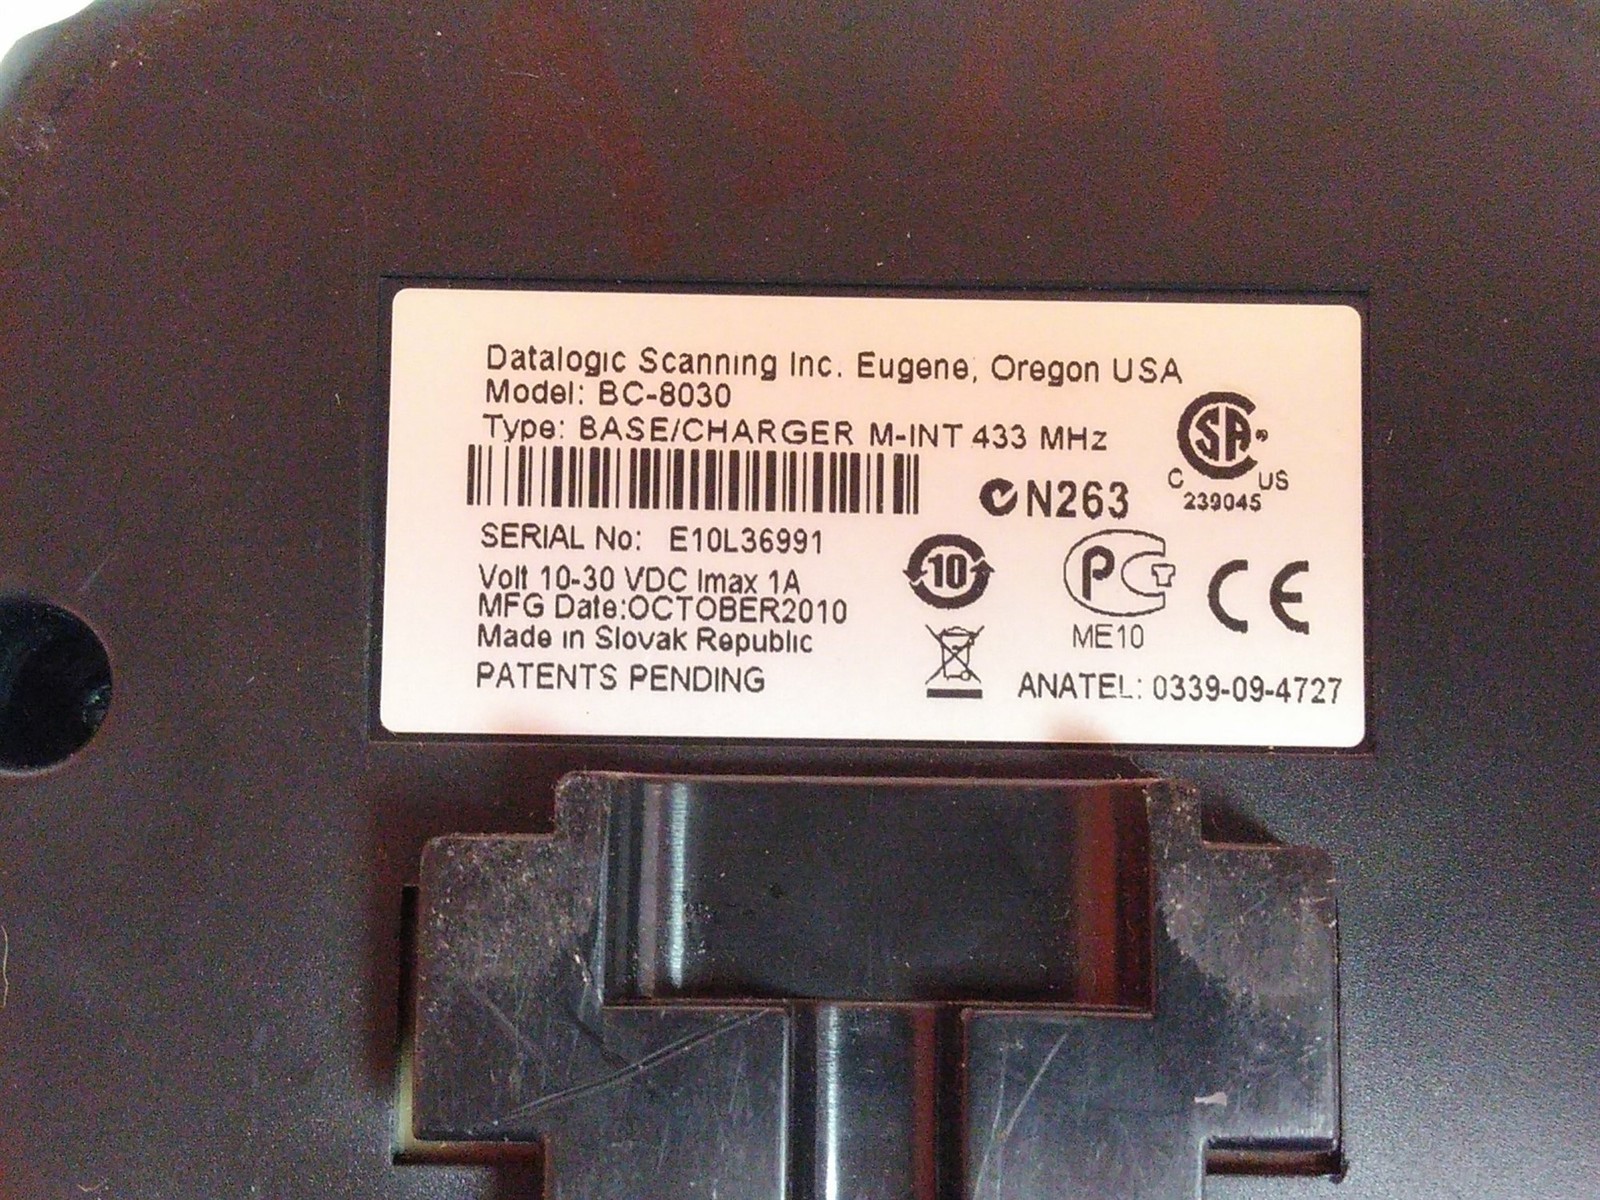 Datalogic Scanning Inc. Eugene, Oregon USA
Model: BC-8030
Type: BASE/CHARGER M-INT 433 MHz
SA
C US
239045
N263
SERIAL No: E10L36991
10
PCT
CE
Volt 10-30 VDC Imax 1A
MFG Date:OCTOBER2010
ME10
Made in Slovak Republic
PATENTS PENDING
ANATEL: 0339-09-4727